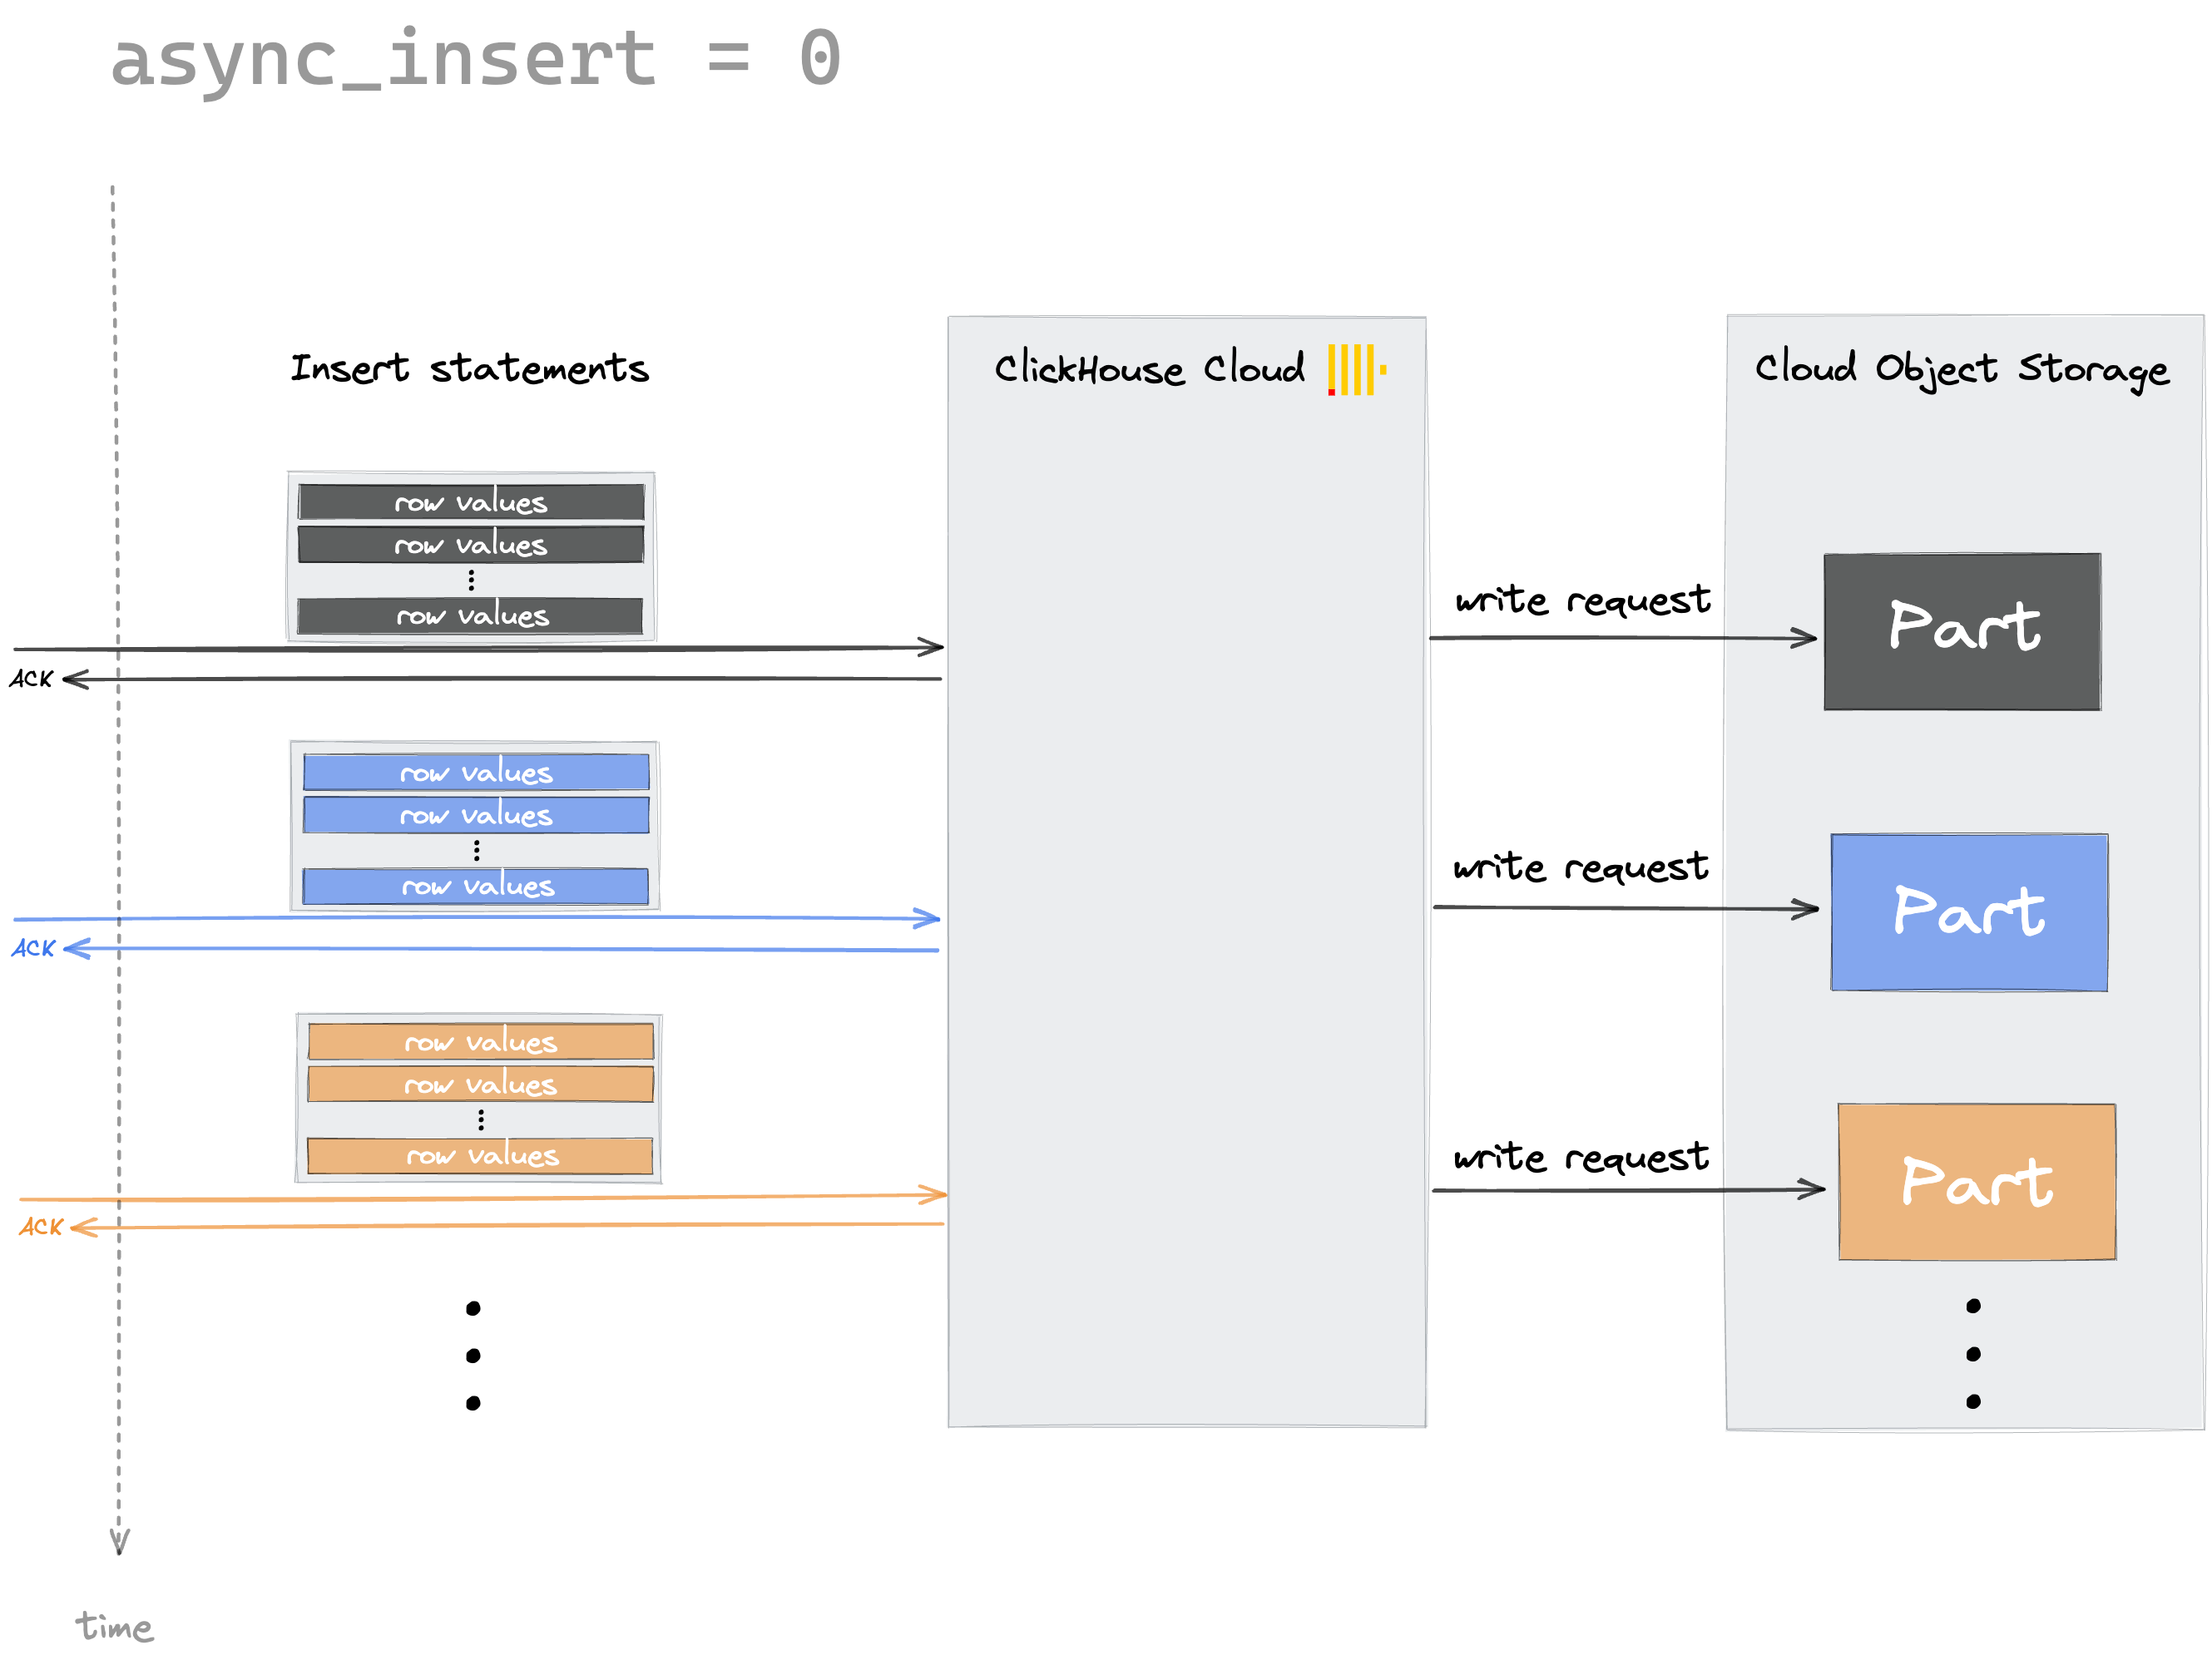 async_insert = 0
Insert statements
ClickHouse Cloud
Cloud Object Storage
row values
row values
row values
write request
Part
ACK
row values
row values
row values
write request
Part
ACK
row values
row values
row values
write request
Part
ACK
time